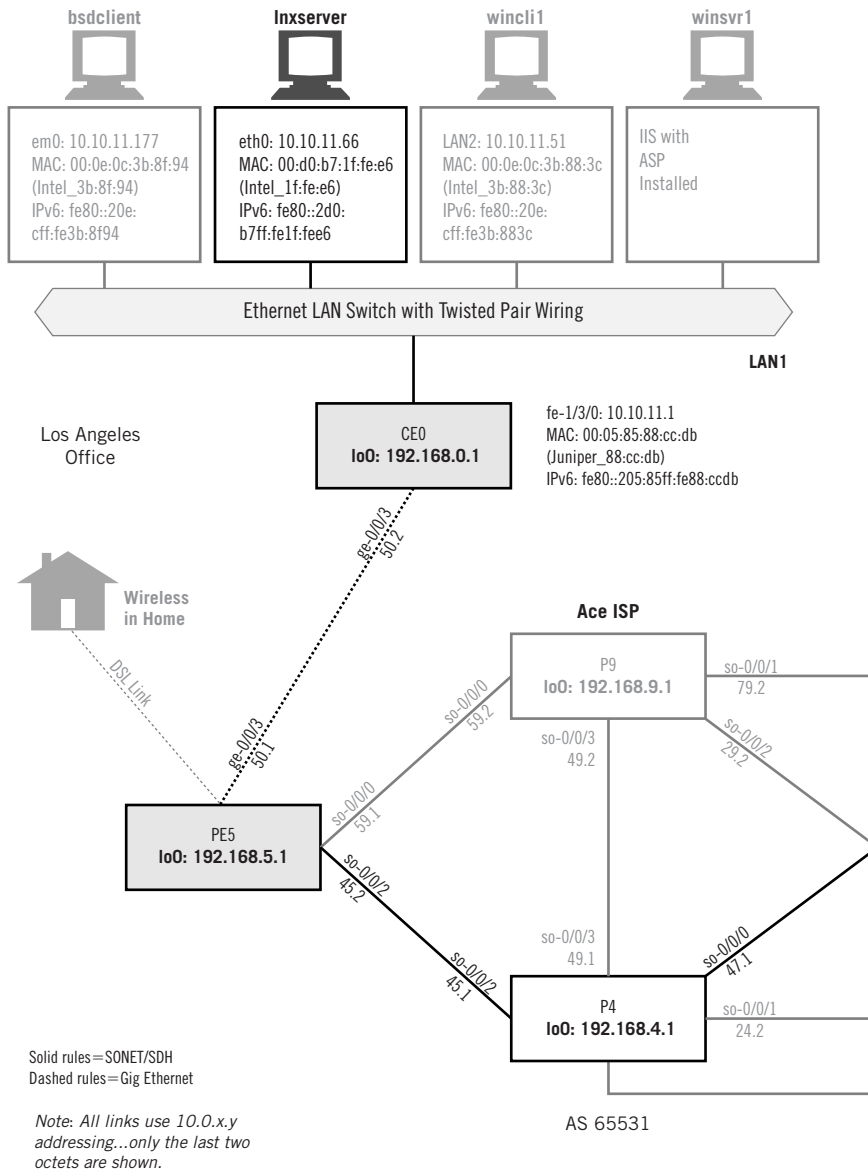 bsdclient
lnxserver
wincli1
winsvr1
em0: 10.10.11.177
MAC: 00:0e:0c:3b:8f:94
(Intel_3b:8f:94)
IPv6: fe80::20e:
cff:fe3b:8f94
eth0: 10.10.11.66
MAC: 00:d0:b7:1f:fe:e6
(Intel_1f:fe:e6)
IPv6: fe80::2d0:
b7ff:fe1f:fee6
LAN2: 10.10.11.51
MAC: 00:0e:0c:3b:88:3c
(Intel_3b:88:3c)
IPv6: fe80::20e:
cff:fe3b:883c
IIS with
ASP
Installed
Ethernet LAN Switch with Twisted Pair Wiring
LAN1
Los Angeles
Office
CE0
lo0: 192.168.0.1
fe-1/3/0: 10.10.11.1
MAC: 00:05:85:88:cc:db
(Juniper_88:cc:db)
IPv6: fe80::205:85ff:fe88:ccdb
ge-0/0/3
50.2
Wireless
in Home
DSL Link
ge-0/0/3
50.1
Ace ISP
P9
lo0: 192.168.9.1
so-0/0/1
79.2
so-0/0/0
59.2
so-0/0/3
49.2
so-0/0/2
29.2
PE5
lo0: 192.168.5.1
so-0/0/0
59.1
so-0/0/2
45.2
so-0/0/2
45.1
so-0/0/3
49.1
so-0/0/0
47.1
P4
lo0: 192.168.4.1
so-0/0/1
24.2
Solid rules=SONET/SDH
Dashed rules=Gig Ethernet
Note: All links use 10.0.x.y
addressing...only the last two
octets are shown.
AS 65531